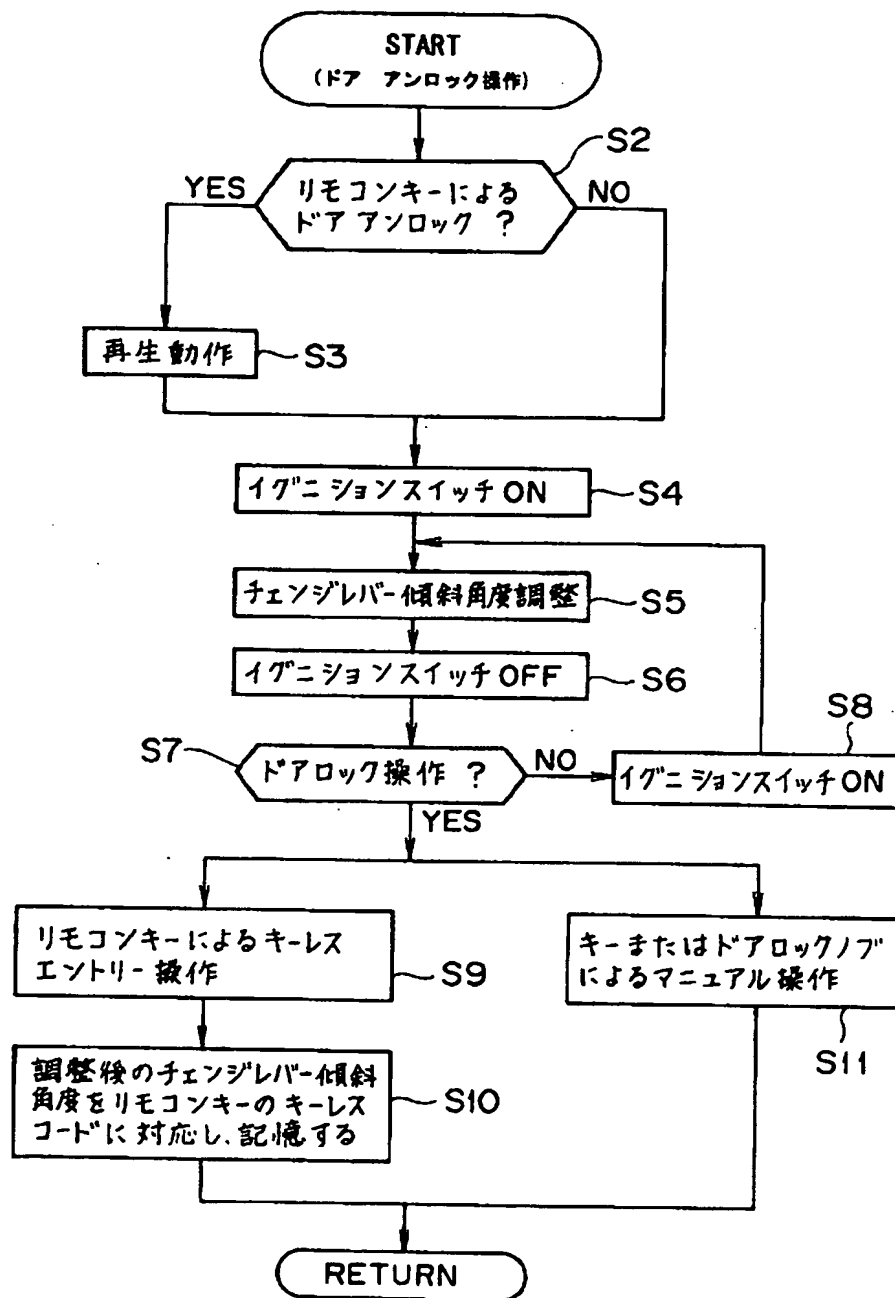 START
(ドア アンロック操作)
S2
YES
リモコンキーによる
ドア アンロック ?
NO
再生動作
S3
イグニションスイッチON
S4
チェンジレバー傾斜角度調整
S5
イグニションスイッチOFF
S6
S7
ドアロック操作 ?
NO
S8
イグニションスイッチON
YES
リモコンキーによるキーレス
エントリー操作
S9
キーまたはドアロックノブ
によるマニュアル操作
S11
調整後のチェンジレバー傾斜
角度をリモコンキーのキーレス
コードに対応し、記憶する
S10
RETURN